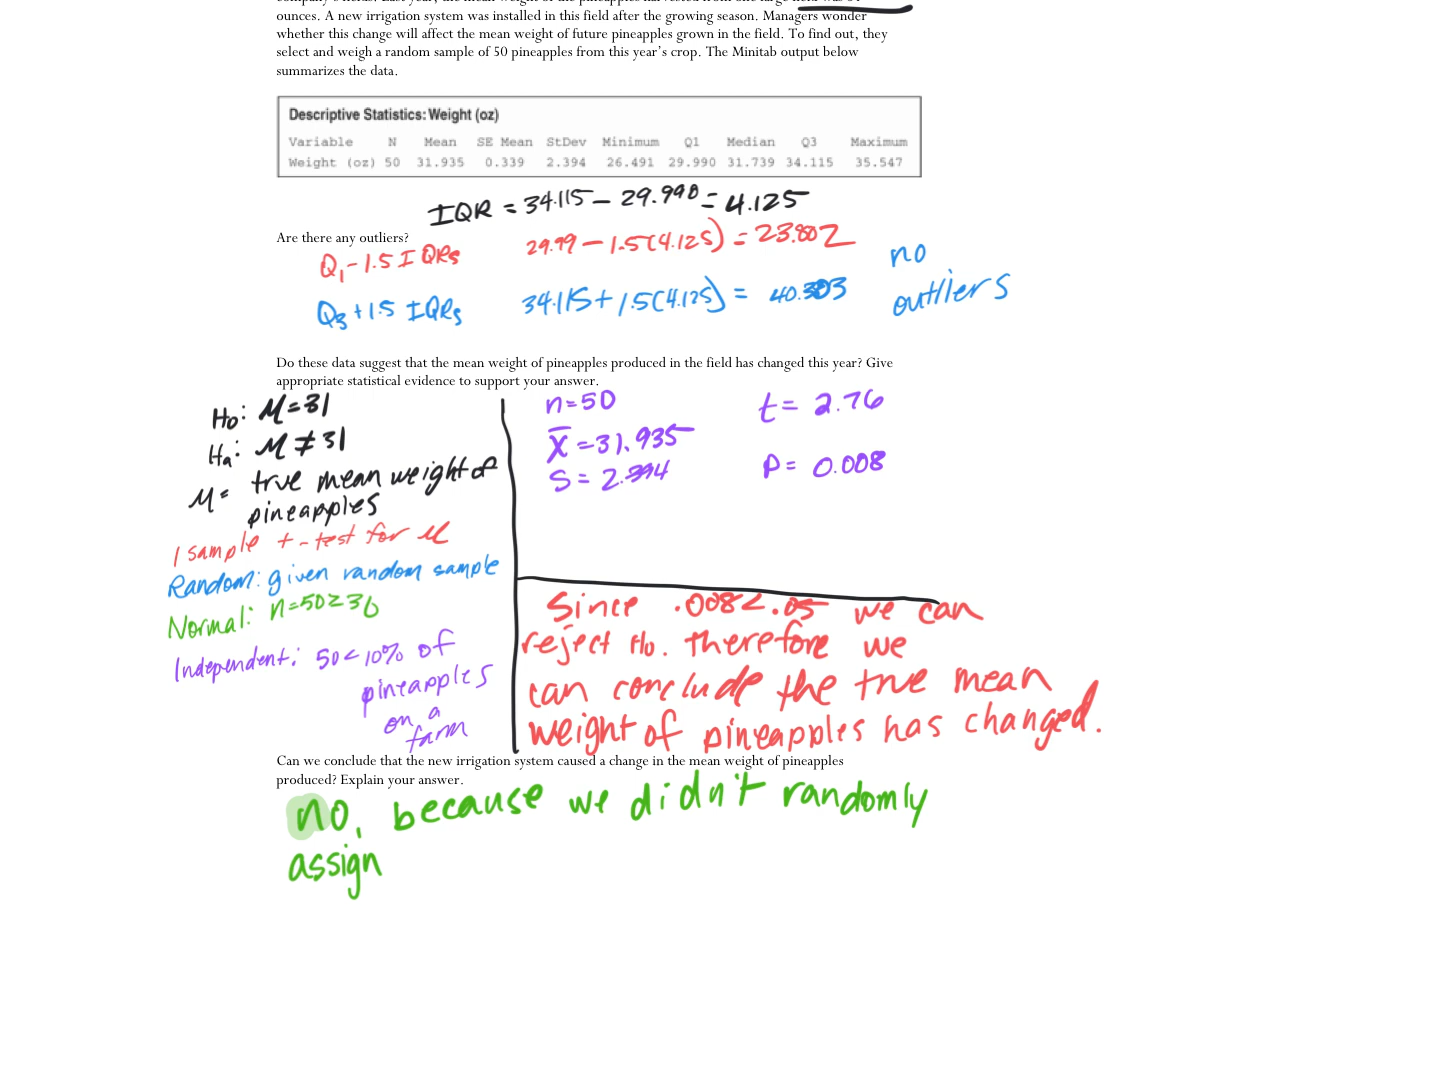 ounces. A new irrigation system was installed in this field after the growing season. Managers wonder
whether this change will affect the mean weight of future pineapples grown in the field. To find out, they
select and weigh a random sample of 50 pineapples from this year's crop. The Minitab output below
summarizes the data.
Descriptive Statistics: Weight (oz)
Variable N Mean SE Mean StDev Minimum Q1 Median Q3 Maximum
Weight (oz) 50 31.935 0.339 2.394 26.491 29.990 31.739 34.115 35.547
IQR = 34.115 - 29.990 = 4.125
Are there any outliers?
Q1 - 1.5 IQRs 29.99 - 1.5(4.125) = 23.802
Q3 + 1.5 IQRs 34.115 + 1.5(4.125) = 40.303
no
outliers
Do these data suggest that the mean weight of pineapples produced in the field has changed this year? Give
appropriate statistical evidence to support your answer.
Ho: μ = 31
Ha: μ ≠ 31
μ = true mean weight of
pineapples
1 sample t-test for μ
Random: given random sample
Normal: n=50≥30
Independent: 50<10% of
pineapples
on a
farm
n=50
x̄ = 31.935
S = 2.394
t = 2.76
P = 0.008
Since .008<.05 we can
reject Ho. Therefore we
can conclude the true mean
weight of pineapples has changed.
Can we conclude that the new irrigation system caused a change in the mean weight of pineapples
produced? Explain your answer.
no, because we didn't randomly
assign